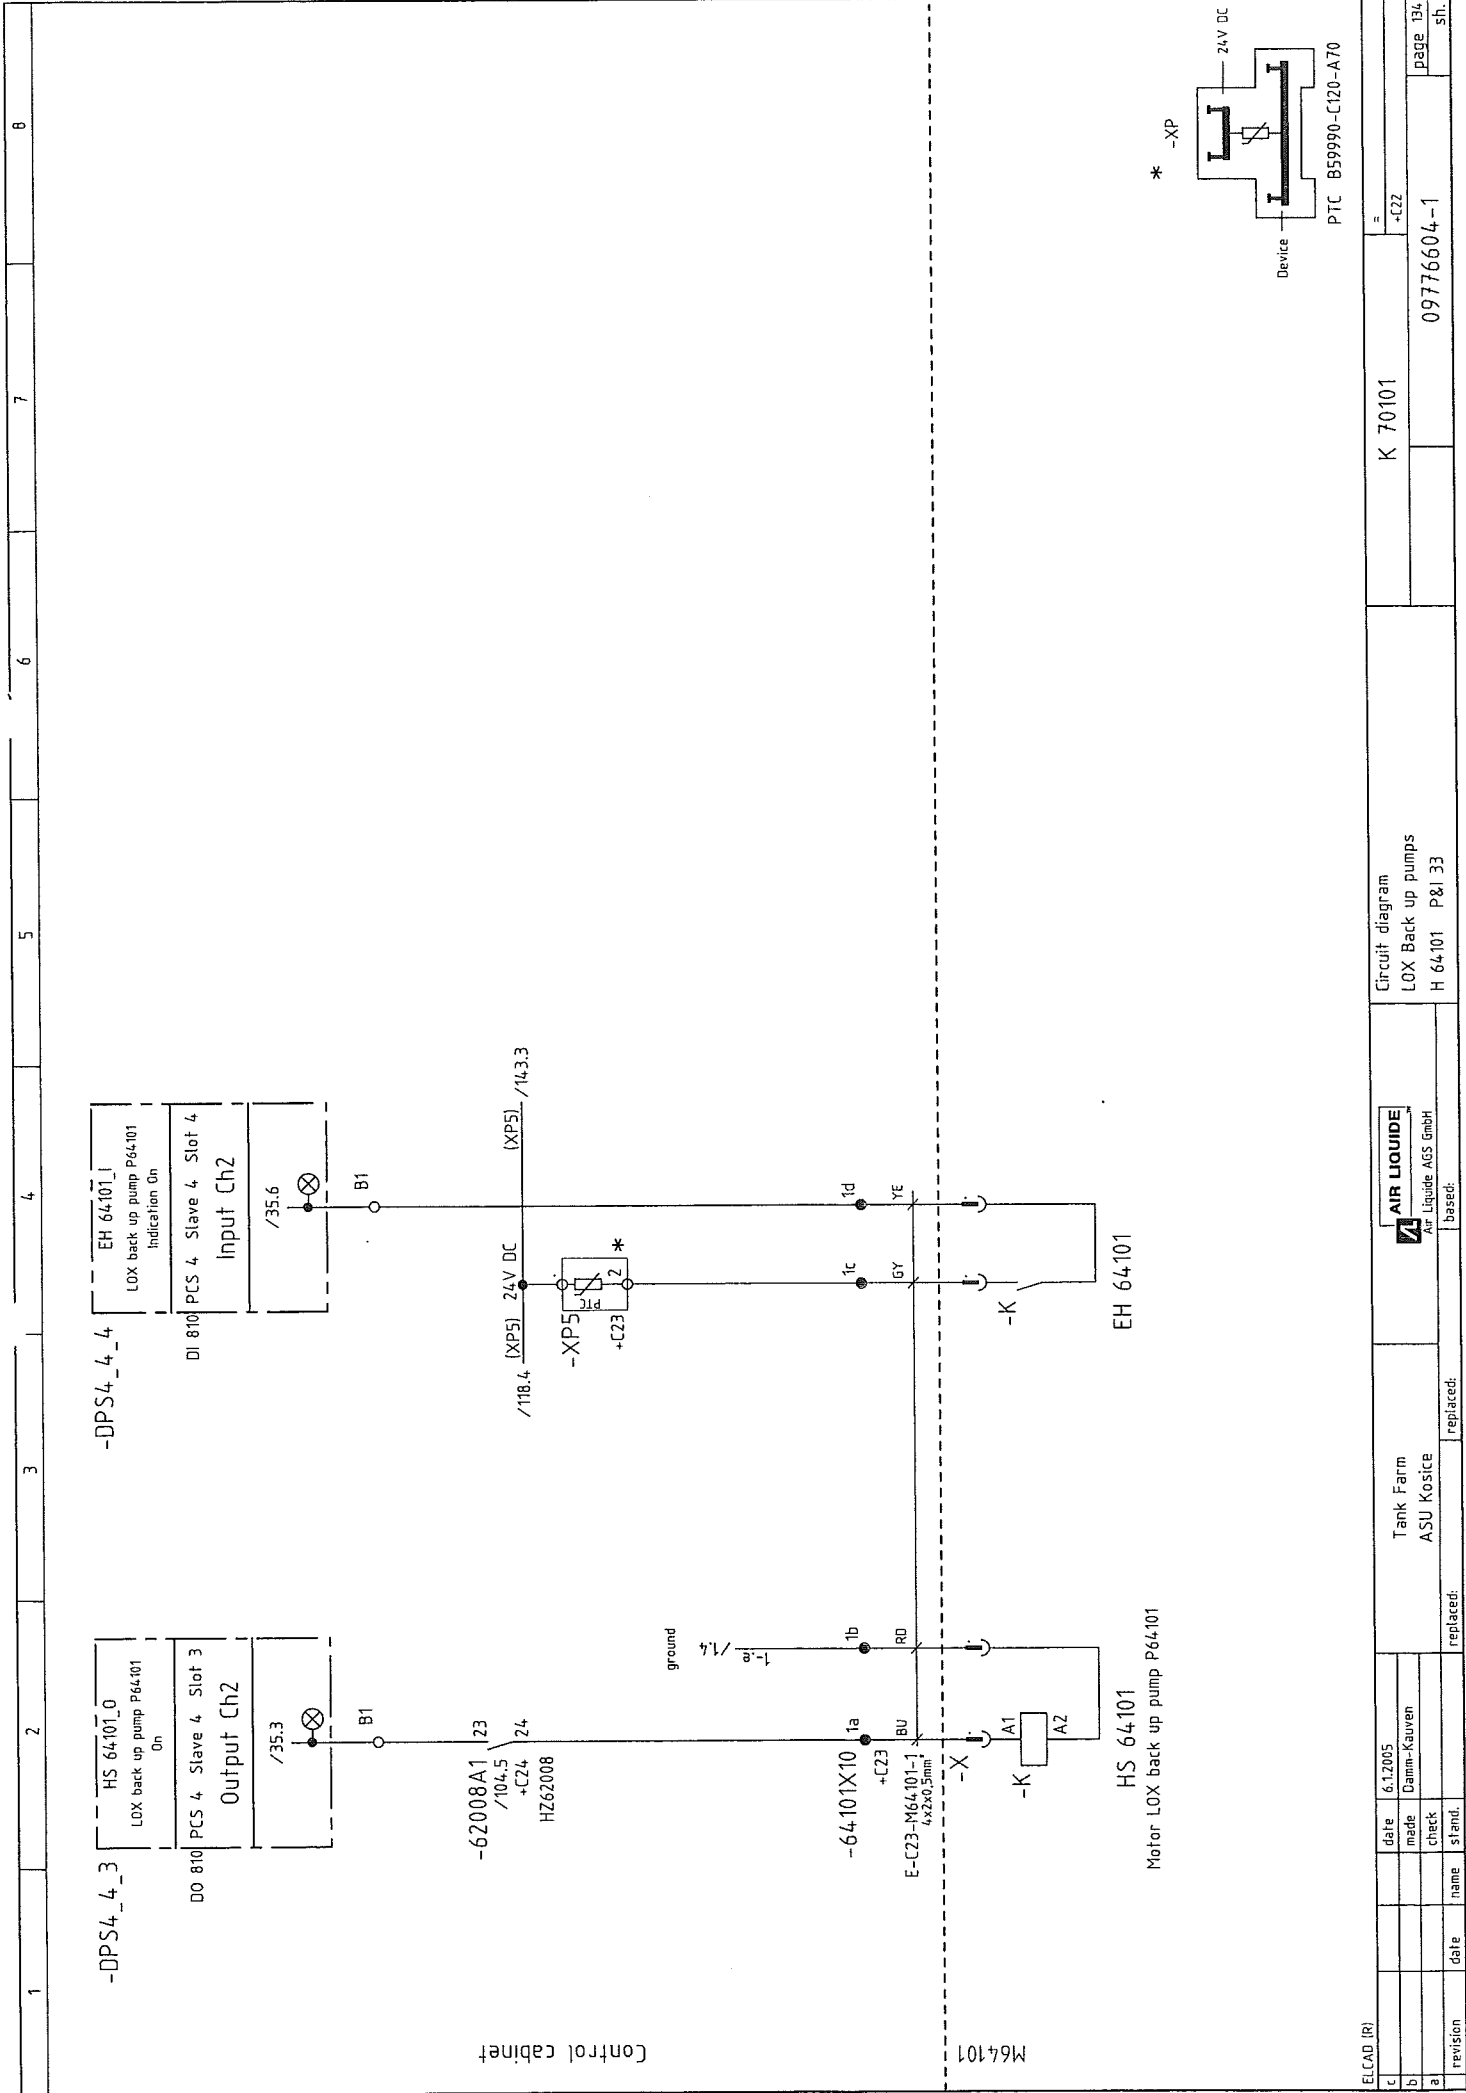 1
2
3
4
5
6
7
8
-DPS4_4_3
HS 64101_O
LOX back up pump P64101
On
DO 810
PCS 4 Slave 4 Slot 3
Output Ch2
/35.3
B1
-62008A1
23
/104.5
24
+C24
HZ62008
ground
/1.4
1-.e
-64101X10
1a
1b
+C23
BU
RD
E-C23-M64101-1
4x2x0,5mm²
-X
-K
A1
A2
HS 64101
Motor LOX back up pump P64101
-DPS4_4_4
EH 64101_I
LOX back up pump P64101
Indication On
DI 810
PCS 4 Slave 4 Slot 4
Input Ch2
/35.6
B1
/118.4
(XP5)
24V DC
(XP5)
/143.3
-XP5
PTC
2
*
+C23
1c
1d
GY
YE
-K
EH 64101
Control cabinet
M64101
* -XP
24V DC
Device
PTC B59990-C120-A70
ELCAD (R)
c
b
a
revision
date
name
date
6.1.2005
made
Damm-Kauven
check
stand.
Tank Farm
ASU Kosice
replaced:
replaced:
AIR LIQUIDE
Air Liquide AGS GmbH
based:
Circuit diagram
LOX Back up pumps
H 64101 P&I 33
K 70101
=
+C22
09776604-1
page 134
sh.